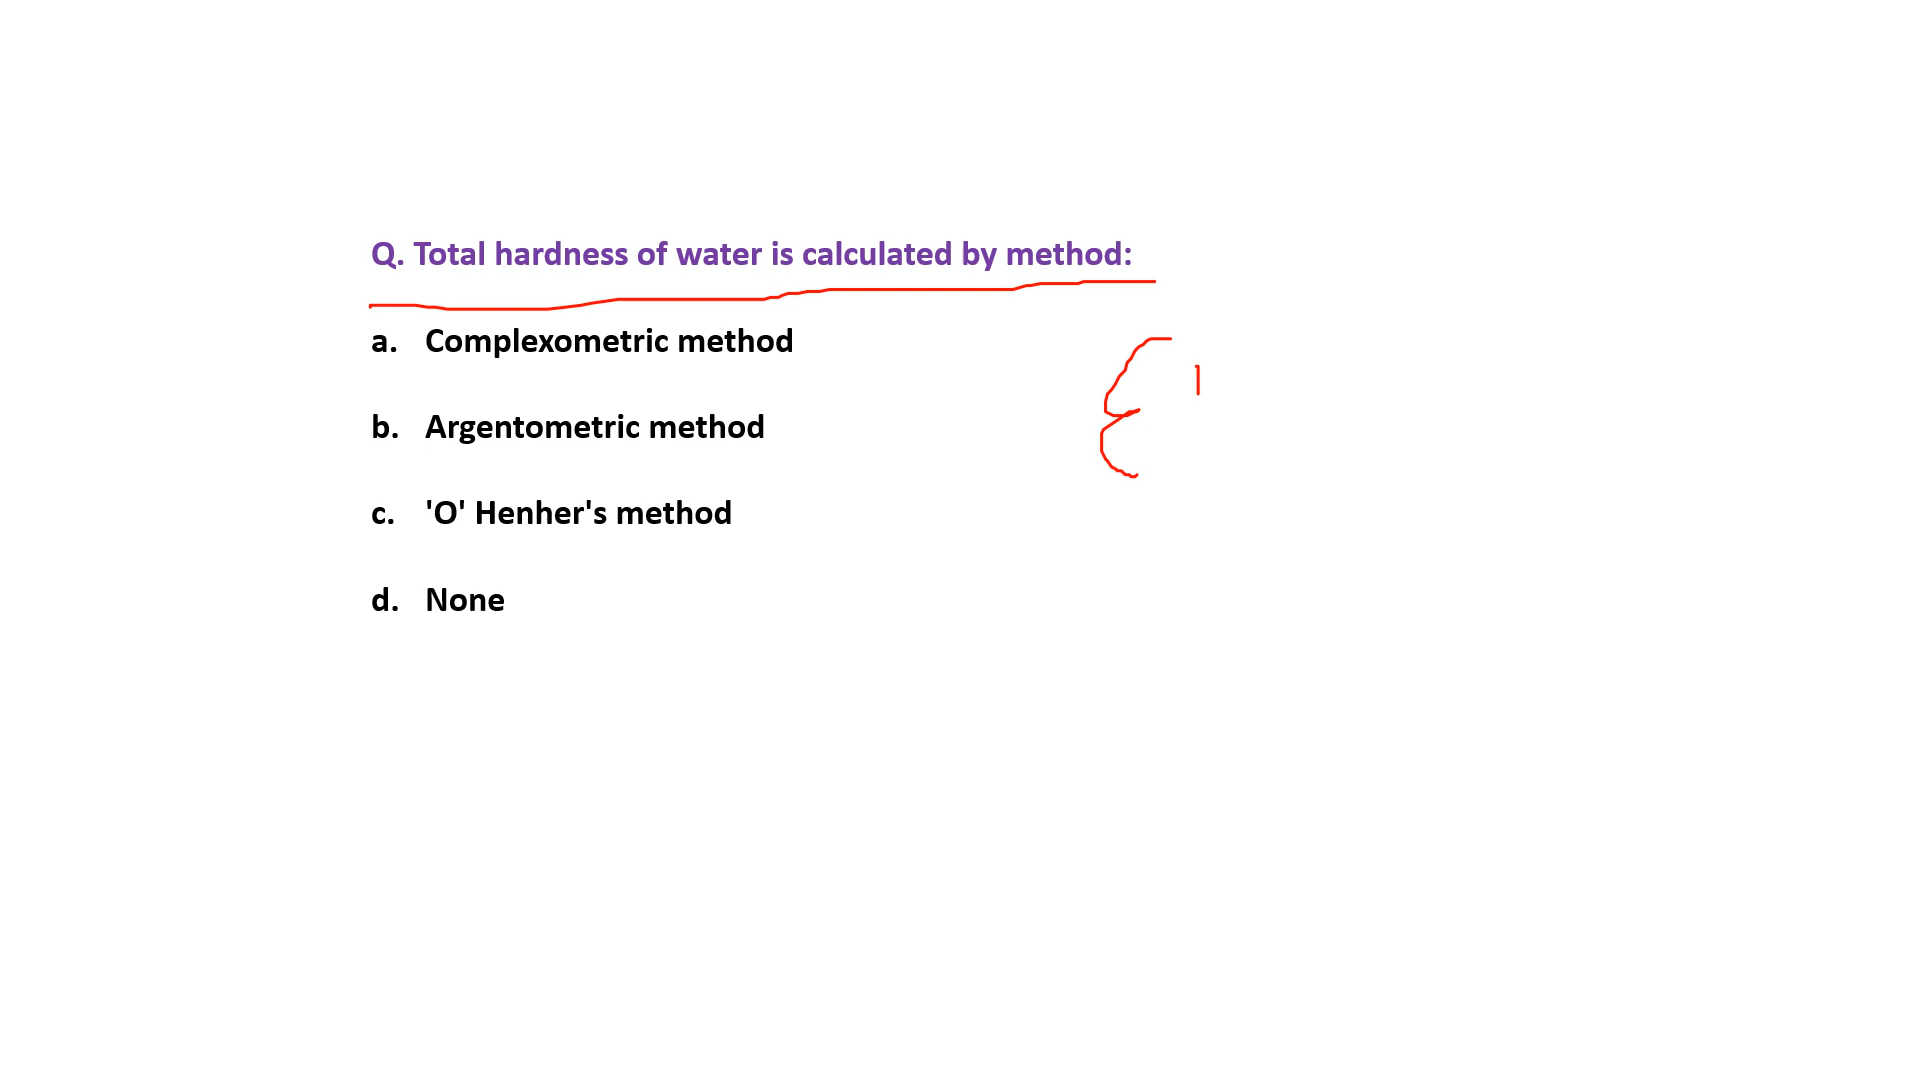 Q. Total hardness of water is calculated by method:
a. Complexometric method
b. Argentometric method
c. 'O' Henher's method
d. None